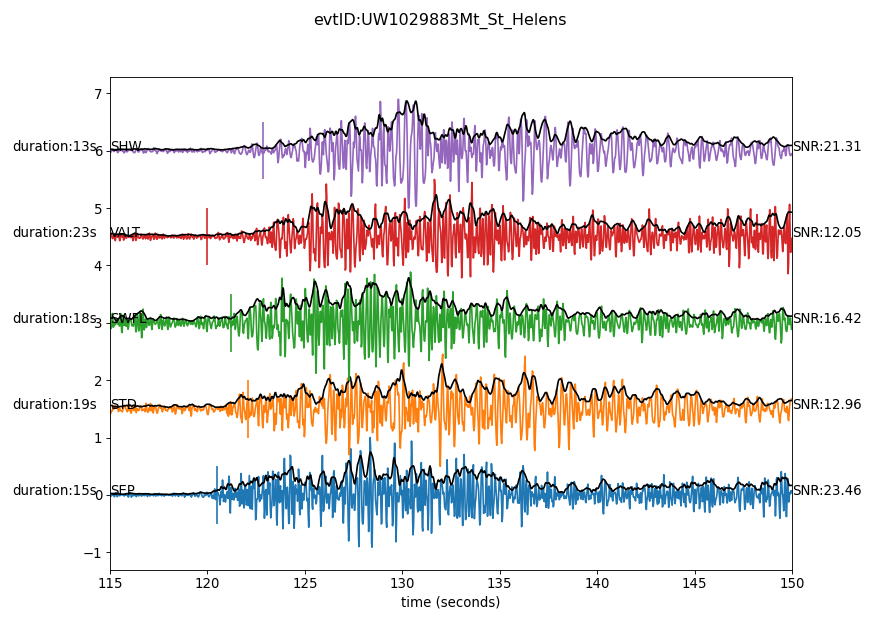 evtID:UW1029883Mt_St_Helens
7
duration:13s SHW SNR:21.31
6
5
duration:23s VALT SNR:12.05
4
duration:18s SWFL SNR:16.42
3
2
duration:19s STD SNR:12.96
1
duration:15s SEP SNR:23.46
0
−1
115 120 125 130 135 140 145 150
time (seconds)